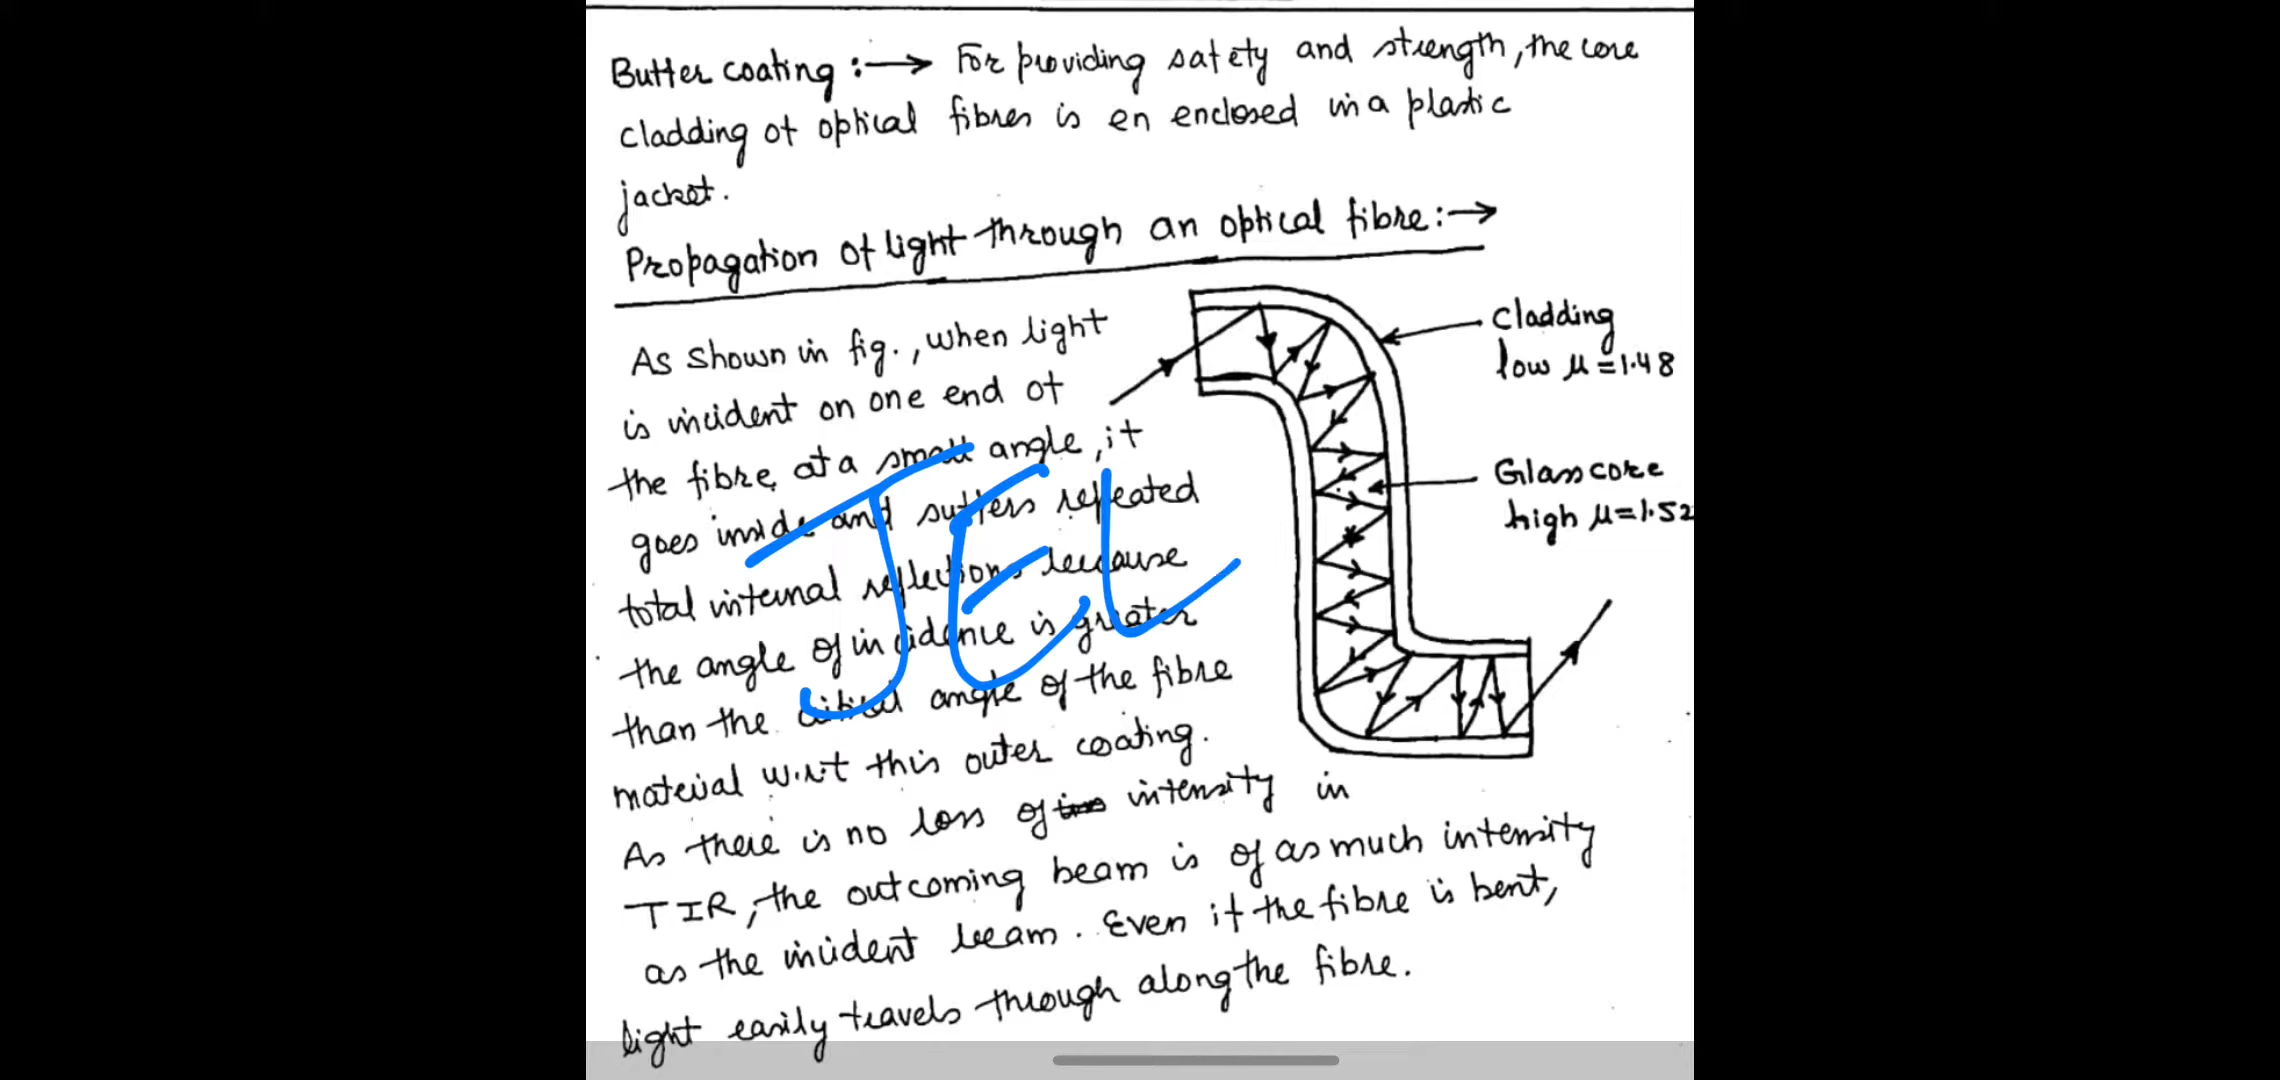 Butter coating :→ For providing safety and strength, the core
cladding of optical fibres is en enclosed in a plastic
jacket.
Propagation of light through an optical fibre :→
As shown in fig., when light
is incident on one end of
the fibre at a small angle, it
goes inside and suffers repeated
total internal reflections because
the angle of incidence is greater
than the critical angle of the fibre
material w.r.t this outer coating.
As there is no loss of intensity in
TIR, the outcoming beam is of as much intensity
as the incident beam. Even if the fibre is bent,
light easily travels through along the fibre.
Cladding
low μ = 1.48
Glass core
high μ = 1.52
JEL